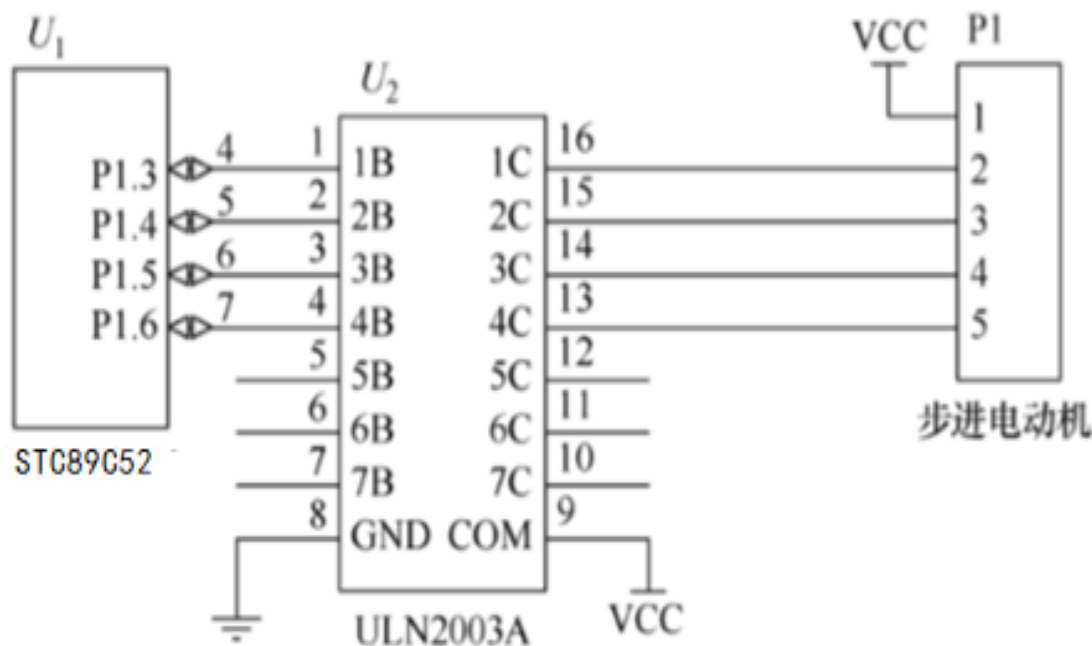 U1
P1.3
P1.4
P1.5
P1.6
4
5
6
7
STC89C52
U2
1
2
3
4
5
6
7
8
1B 1C
2B 2C
3B 3C
4B 4C
5B 5C
6B 6C
7B 7C
GND COM
16
15
14
13
12
11
10
9
ULN2003A
VCC
VCC
P1
1
2
3
4
5
步进电动机